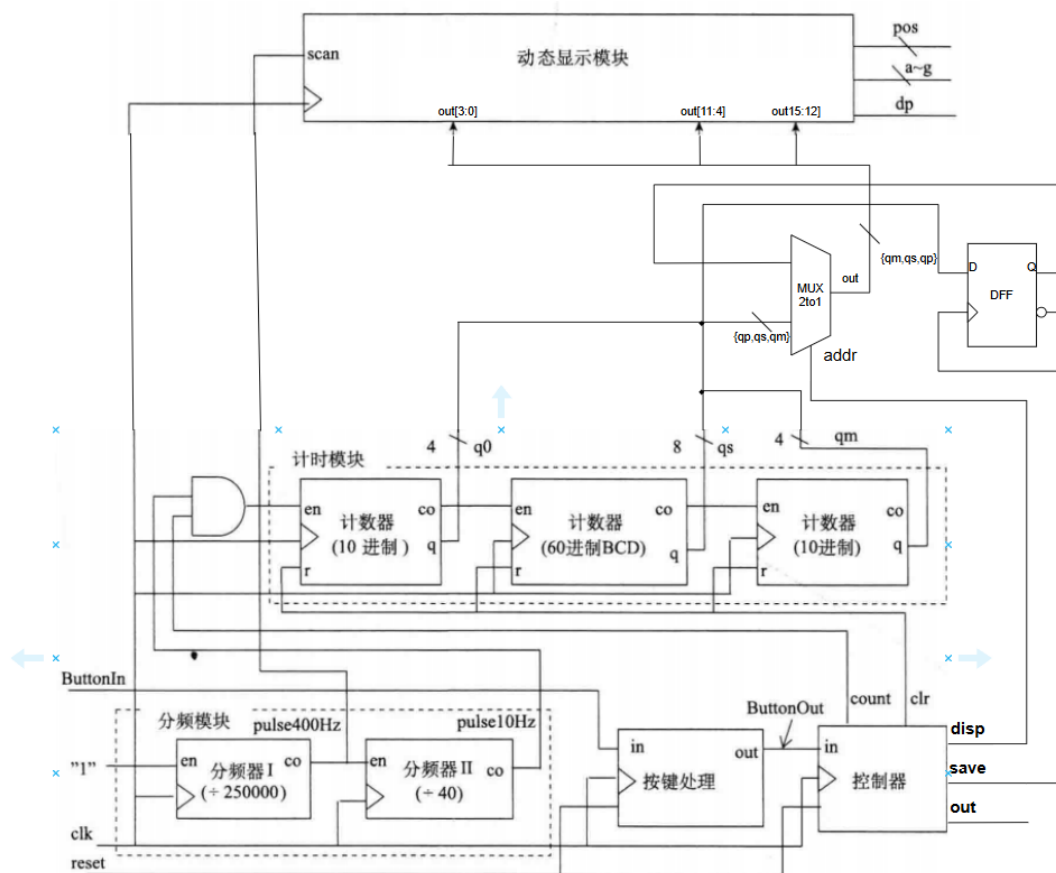 pos
scan
动态显示模块
a~g
dp
out[3:0]
out[11:4]
out15:12]
{qm,qs,qp}
out
MUX
2to1
D
Q
DFF
{qp,qs,qm}
addr
4
q0
8
qs
4
qm
计时模块
en
计数器
(10 进制 )
co
q
r
en
计数器
(60进制BCD)
co
q
r
en
计数器
(10进制)
co
q
r
ButtonIn
分频模块
pulse400Hz
pulse10Hz
ButtonOut
count
clr
disp
"1"
en
分频器 I
(÷ 250000)
co
en
分频器 II
(÷ 40)
co
in
按键处理
out
in
控制器
save
out
clk
reset